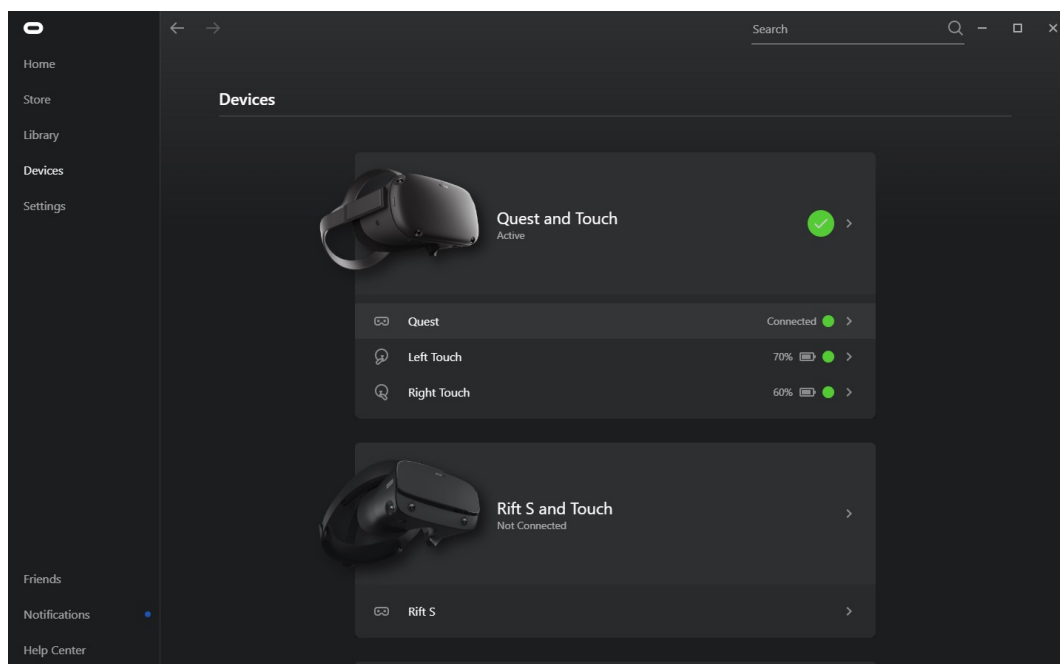 Search
Home
Store
Library
Devices
Settings
Friends
Notifications
Help Center
Devices
Quest and Touch
Active
Quest Connected
Left Touch 70%
Right Touch 60%
Rift S and Touch
Not Connected
Rift S